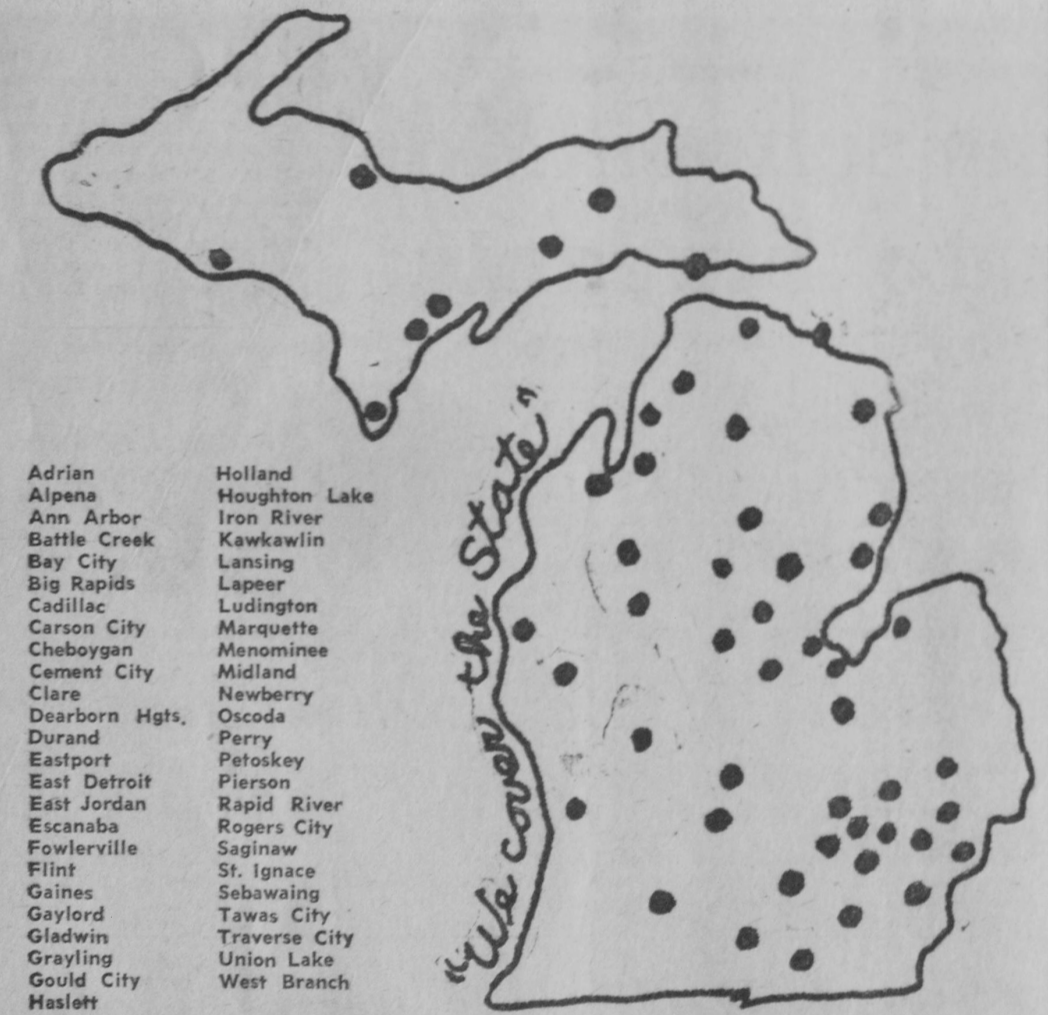 Adrian
Alpena
Ann Arbor
Battle Creek
Bay City
Big Rapids
Cadillac
Carson City
Cheboygan
Cement City
Clare
Dearborn Hgts.
Durand
Eastport
East Detroit
East Jordan
Escanaba
Fowlerville
Flint
Gaines
Gaylord
Gladwin
Grayling
Gould City
Haslett
Holland
Houghton Lake
Iron River
Kawkawlin
Lansing
Lapeer
Ludington
Marquette
Menominee
Midland
Newberry
Oscoda
Perry
Petoskey
Pierson
Rapid River
Rogers City
Saginaw
St. Ignace
Sebawaing
Tawas City
Traverse City
Union Lake
West Branch
"We cover the State"